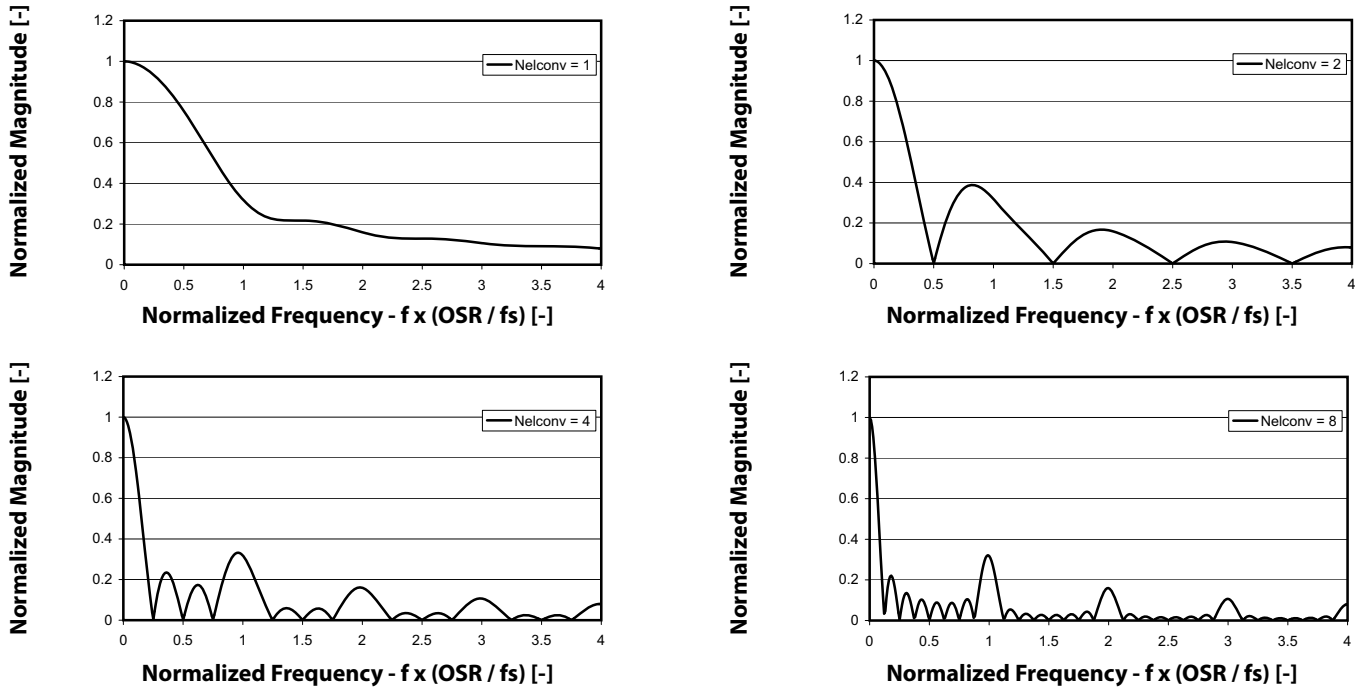 Normalized Magnitude [-]
1.2
1
0.8
0.6
0.4
0.2
0
Nelconv = 1
0 0.5 1 1.5 2 2.5 3 3.5 4
Normalized Frequency - f x (OSR / fs) [-]
Normalized Magnitude [-]
1.2
1
0.8
0.6
0.4
0.2
0
Nelconv = 2
0 0.5 1 1.5 2 2.5 3 3.5 4
Normalized Frequency - f x (OSR / fs) [-]
Normalized Magnitude [-]
1.2
1
0.8
0.6
0.4
0.2
0
Nelconv = 4
0 0.5 1 1.5 2 2.5 3 3.5 4
Normalized Frequency - f x (OSR / fs) [-]
Normalized Magnitude [-]
1.2
1
0.8
0.6
0.4
0.2
0
Nelconv = 8
0 0.5 1 1.5 2 2.5 3 3.5 4
Normalized Frequency - f x (OSR / fs) [-]